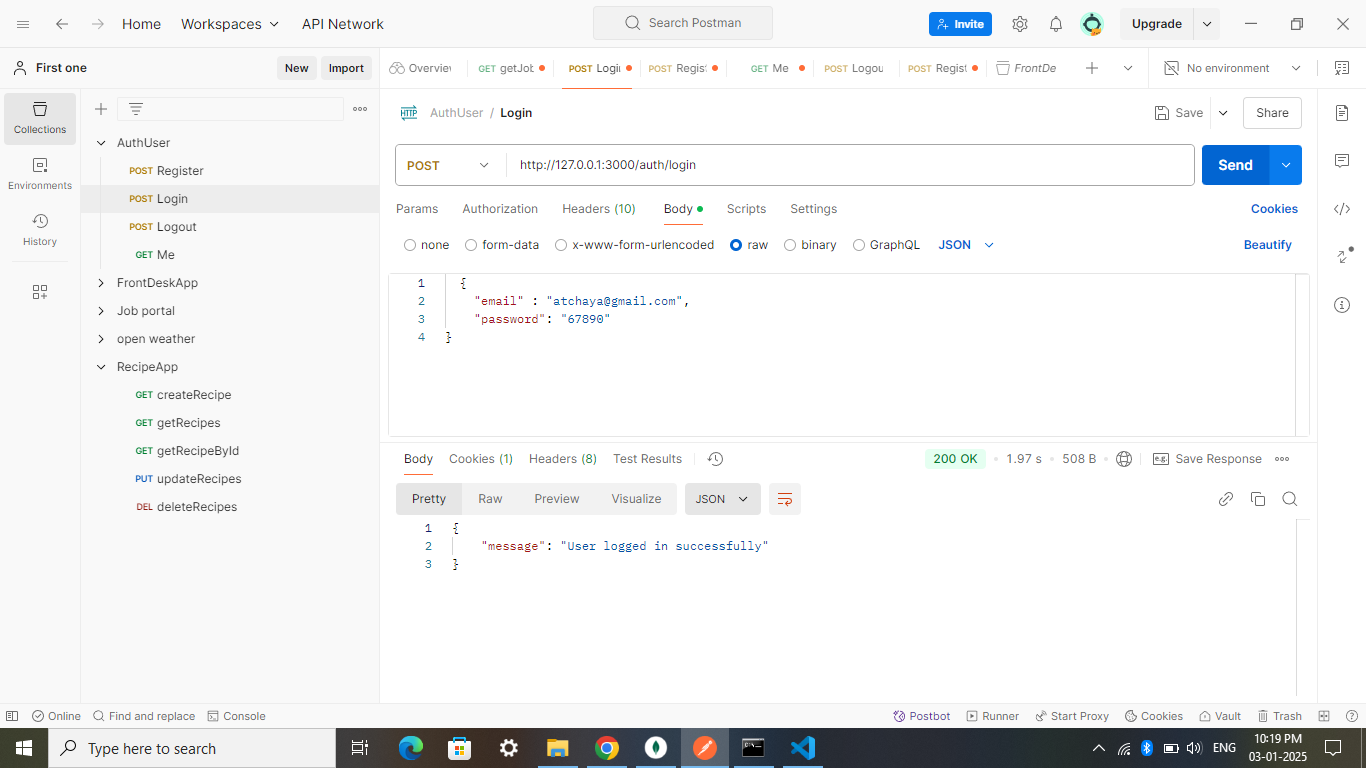 Home Workspaces API Network Search Postman Invite Upgrade
First one New Import Overview GET getJob POST Login POST Regist GET Me POST Logou POST Regist FrontDe No environment
Collections
Environments
History
AuthUser
POST Register
POST Login
POST Logout
GET Me
FrontDeskApp
Job portal
open weather
RecipeApp
GET createRecipe
GET getRecipes
GET getRecipeById
PUT updateRecipes
DEL deleteRecipes
HTTP AuthUser / Login Save Share
POST http://127.0.0.1:3000/auth/login Send
Params Authorization Headers (10) Body Scripts Settings Cookies
none form-data x-www-form-urlencoded raw binary GraphQL JSON Beautify
1 {
2 "email" : "atchaya@gmail.com",
3 "password": "67890"
4 }
Body Cookies (1) Headers (8) Test Results 200 OK 1.97 s 508 B e.g. Save Response
Pretty Raw Preview Visualize JSON
1 {
2 "message": "User logged in successfully"
3 }
Online Find and replace Console Postbot Runner Start Proxy Cookies Vault Trash
Type here to search ENG 10:19 PM
03-01-2025